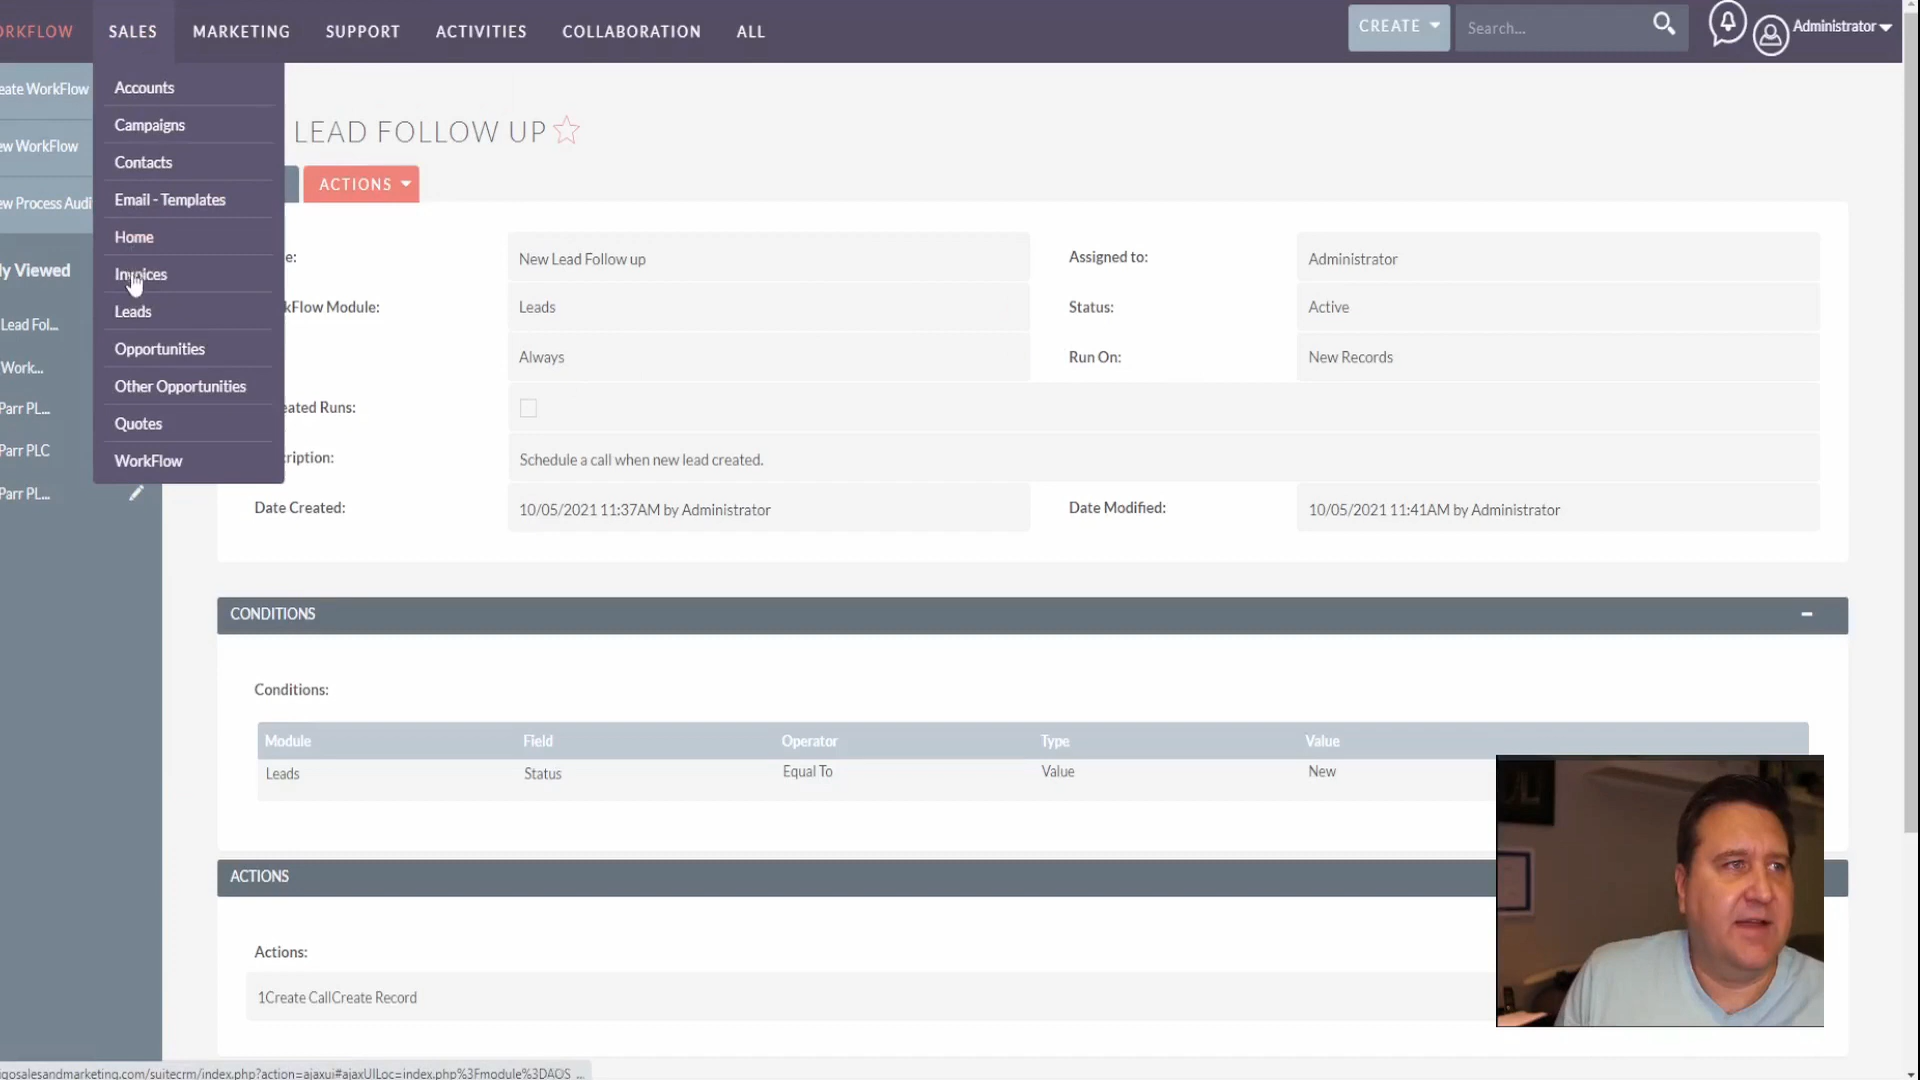 ORKFLOW SALES MARKETING SUPPORT ACTIVITIES COLLABORATION ALL CREATE Search... Administrator
eate WorkFlow
ew WorkFlow
ew Process Audi
ly Viewed
Lead Fol...
Work...
Parr PL...
Parr PLC
Parr PL...
Accounts
Campaigns
Contacts
Email - Templates
Home
Invoices
Leads
Opportunities
Other Opportunities
Quotes
WorkFlow
LEAD FOLLOW UP
ACTIONS
e: New Lead Follow up Assigned to: Administrator
kFlow Module: Leads Status: Active
Always Run On: New Records
eated Runs:
ription: Schedule a call when new lead created.
Date Created: 10/05/2021 11:37AM by Administrator Date Modified: 10/05/2021 11:41AM by Administrator
CONDITIONS
Conditions:
Module Field Operator Type Value
Leads Status Equal To Value New
ACTIONS
Actions:
1Create CallCreate Record
igosalesandmarketing.com/suitecrm/index.php?action=ajaxui#ajaxUILoc=index.php%3Fmodule%3DAOS_...